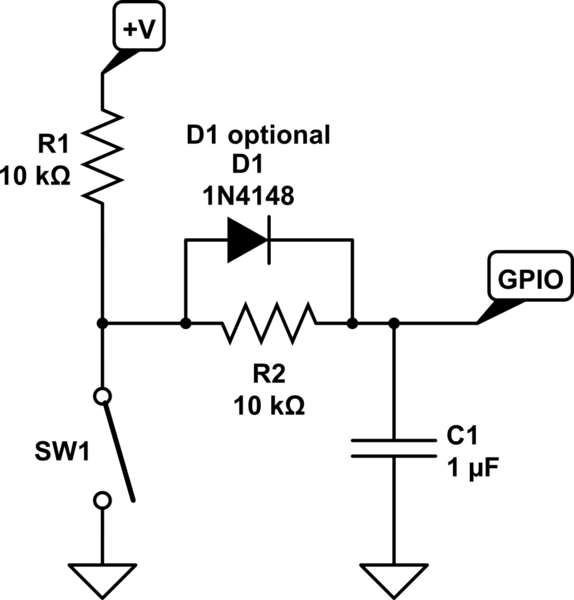 +V
R1
10 kΩ
D1 optional
D1
1N4148
GPIO
R2
10 kΩ
SW1
C1
1 µF